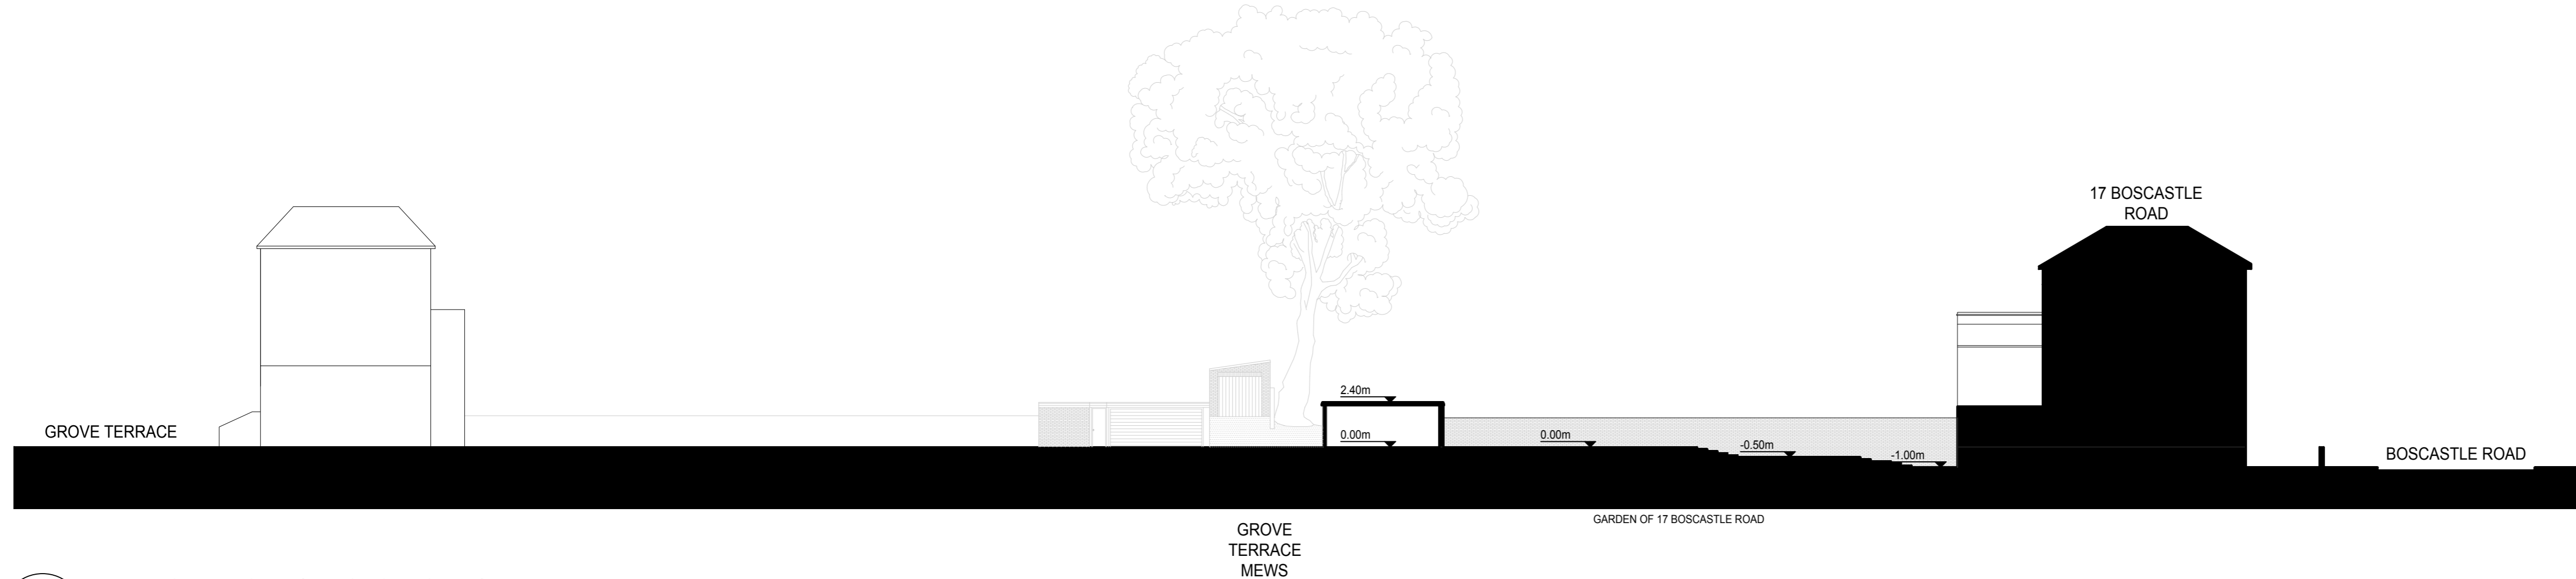 17 BOSCASTLE
ROAD
2.40m
GROVE TERRACE
0.00m
0.00m
-0.50m
-1.00m
BOSCASTLE ROAD
GARDEN OF 17 BOSCASTLE ROAD
GROVE
TERRACE
MEWS